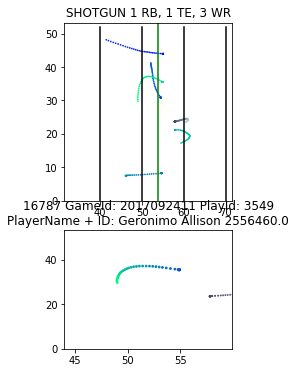 SHOTGUN 1 RB, 1 TE, 3 WR
50
40
30
20
10
0
40 50 60 70
16787 GameId: 2017092411 PlayId: 3549
PlayerName + ID: Geronimo Allison 2556460.0
40
20
0
45 50 55